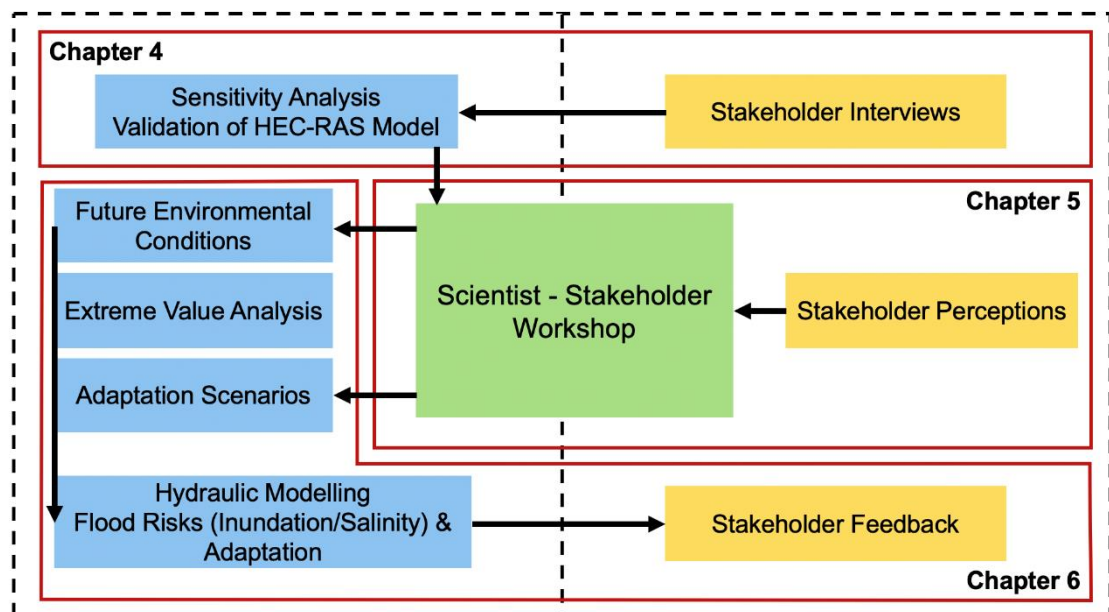 Chapter 4
Sensitivity Analysis
Validation of HEC-RAS Model
Stakeholder Interviews
Future Environmental
Conditions
Extreme Value Analysis
Adaptation Scenarios
Chapter 5
Scientist - Stakeholder
Workshop
Stakeholder Perceptions
Hydraulic Modelling
Flood Risks (Inundation/Salinity) &
Adaptation
Stakeholder Feedback
Chapter 6